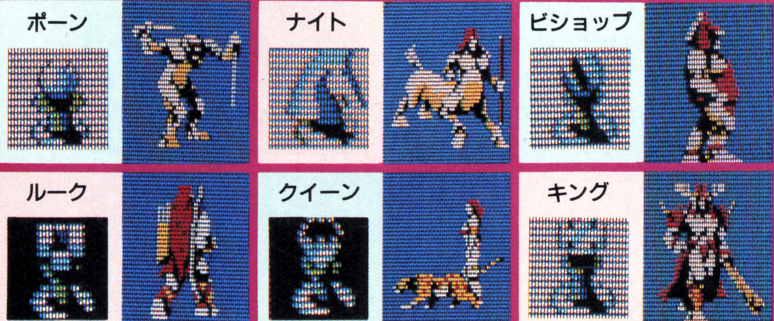 ポーン
ナイト
ビショップ
ルーク
クイーン
キング